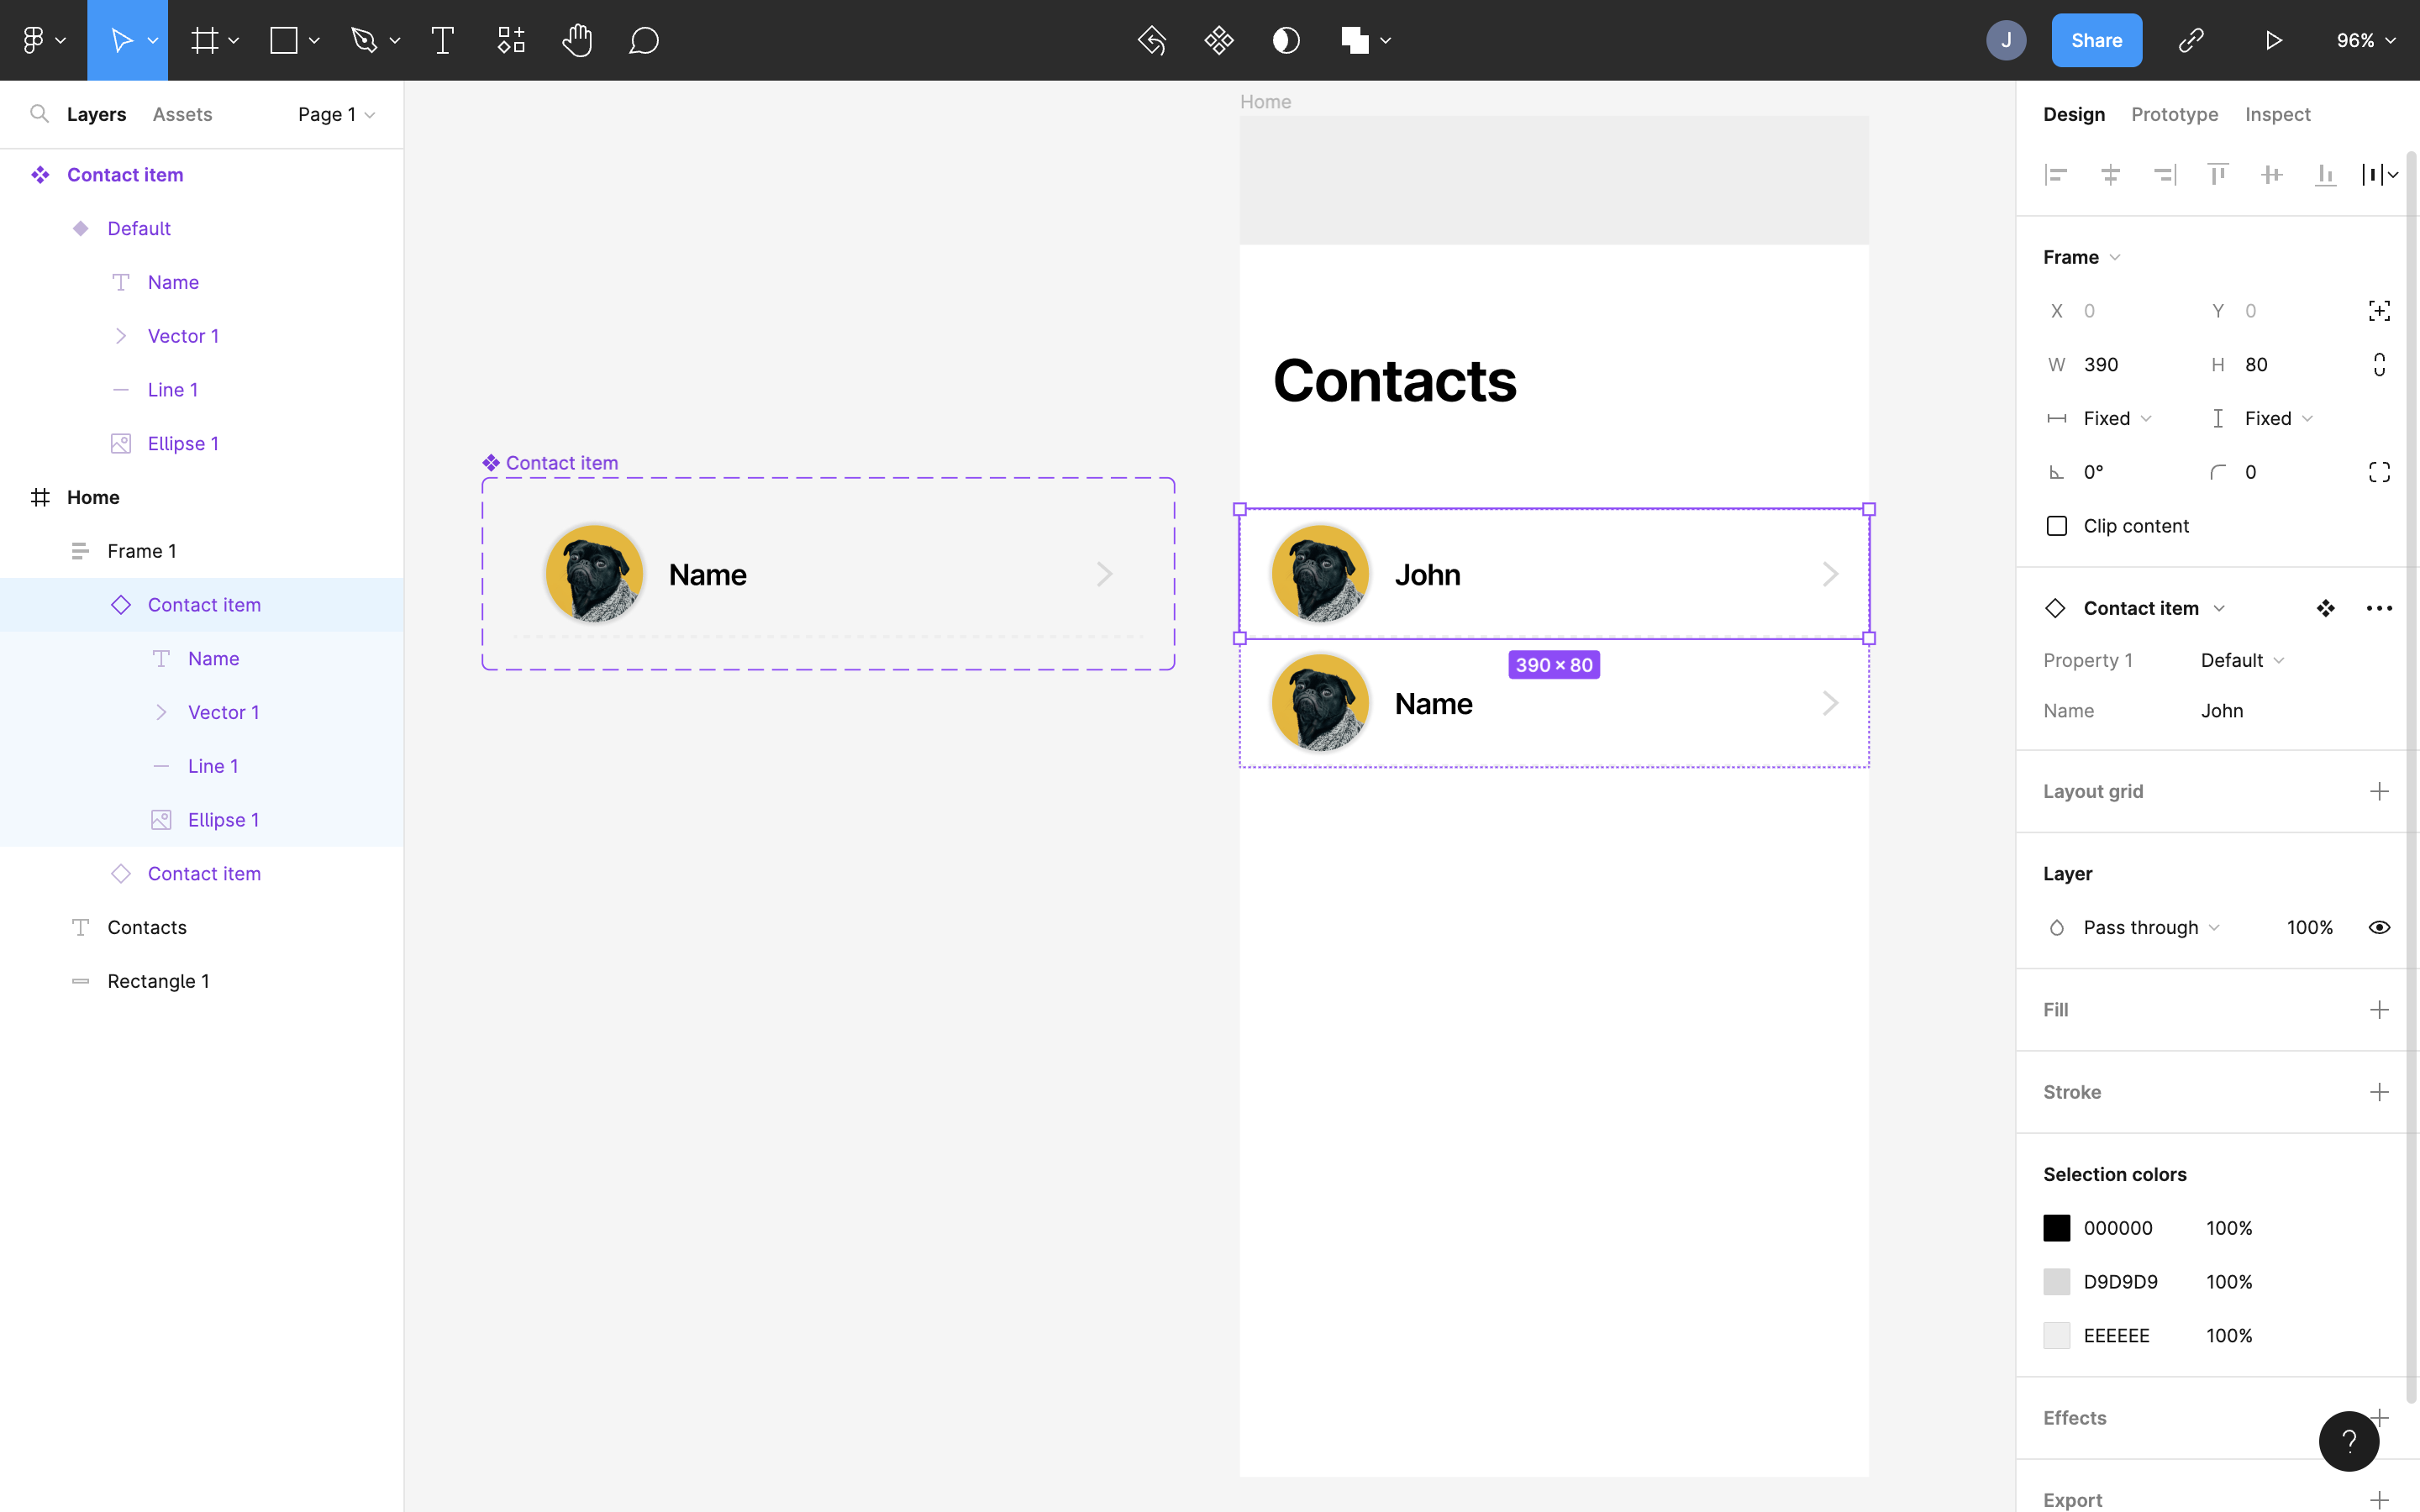 J
Share
96%
Layers Assets Page 1
Contact item
Default
Name
Vector 1
Line 1
Ellipse 1
Home
Frame 1
Contact item
Name
Vector 1
Line 1
Ellipse 1
Contact item
Contacts
Rectangle 1
Contact item
Name
Home
Contacts
John
390 × 80
Name
Design Prototype Inspect
Frame
X 0 Y 0
W 390 H 80
Fixed Fixed
0° 0
Clip content
Contact item
Property 1 Default
Name John
Layout grid
Layer
Pass through 100%
Fill
Stroke
Selection colors
000000 100%
D9D9D9 100%
EEEEEE 100%
Effects
?
Export